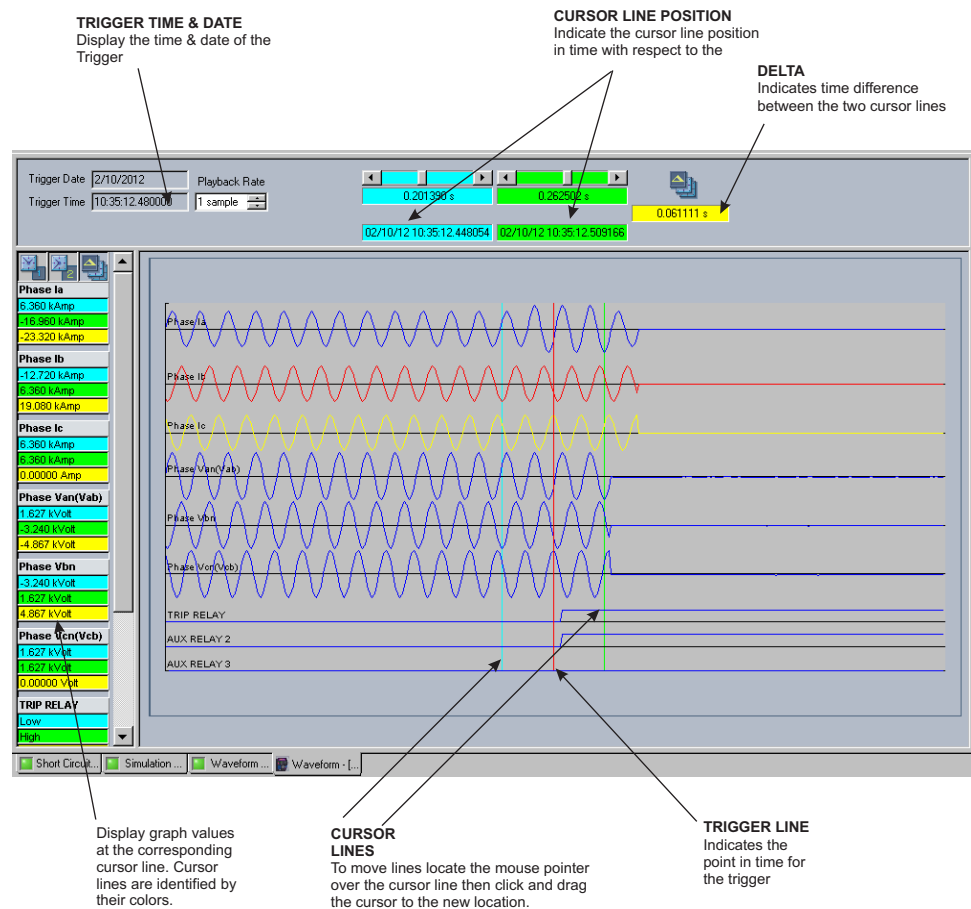 TRIGGER TIME & DATE
Display the time & date of the
Trigger
CURSOR LINE POSITION
Indicate the cursor line position
in time with respect to the
DELTA
Indicates time difference
between the two cursor lines
Trigger Date 2/10/2012
Playback Rate
Trigger Time 10:35:12.480000
1 sample
0.201390 s
0.262502 s
0.061111 s
02/10/12 10:35:12.448054
02/10/12 10:35:12.509166
2
Phase Ia
6.360 kAmp
-16.960 kAmp
-23.320 kAmp
Phase Ib
-12.720 kAmp
6.360 kAmp
19.080 kAmp
Phase Ic
6.360 kAmp
6.360 kAmp
0.00000 Amp
Phase Van(Vab)
1.627 kVolt
-3.240 kVolt
-4.867 kVolt
Phase Vbn
-3.240 kVolt
1.627 kVolt
4.867 kVolt
Phase Vcn(Vcb)
1.627 kVolt
1.627 kVolt
0.00000 Volt
TRIP RELAY
Low
High
Phase Ia
Phase Ib
Phase Ic
Phase Van(Vab)
Phase Vbn
Phase Vcn(Vcb)
TRIP RELAY
AUX RELAY 2
AUX RELAY 3
Short Circuit...
Simulation ...
Waveform ...
Waveform - [...
Display graph values
at the corresponding
cursor line. Cursor
lines are identified by
their colors.
CURSOR
LINES
To move lines locate the mouse pointer
over the cursor line then click and drag
the cursor to the new location.
TRIGGER LINE
Indicates the
point in time for
the trigger